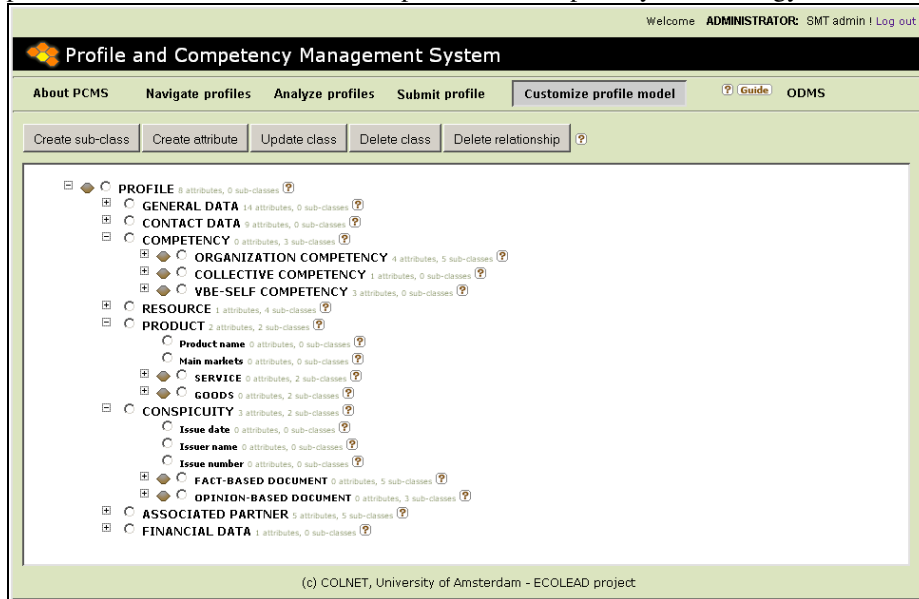 Welcome ADMINISTRATOR: SMT admin ! Log out
Profile and Competency Management System
About PCMS Navigate profiles Analyze profiles Submit profile Customize profile model ? Guide ODMS
Create sub-class Create attribute Update class Delete class Delete relationship ?
PROFILE 8 attributes, 0 sub-classes ?
GENERAL DATA 14 attributes, 0 sub-classes ?
CONTACT DATA 9 attributes, 0 sub-classes ?
COMPETENCY 0 attributes, 3 sub-classes ?
ORGANIZATION COMPETENCY 4 attributes, 5 sub-classes ?
COLLECTIVE COMPETENCY 1 attributes, 0 sub-classes ?
VBE-SELF COMPETENCY 3 attributes, 0 sub-classes ?
RESOURCE 1 attributes, 4 sub-classes ?
PRODUCT 2 attributes, 2 sub-classes ?
Product name 0 attributes, 0 sub-classes ?
Main markets 0 attributes, 0 sub-classes ?
SERVICE 0 attributes, 2 sub-classes ?
GOODS 0 attributes, 2 sub-classes ?
CONSPICUITY 3 attributes, 2 sub-classes ?
Issue date 0 attributes, 0 sub-classes ?
Issuer name 0 attributes, 0 sub-classes ?
Issue number 0 attributes, 0 sub-classes ?
FACT-BASED DOCUMENT 0 attributes, 5 sub-classes ?
OPINION-BASED DOCUMENT 0 attributes, 3 sub-classes ?
ASSOCIATED PARTNER 5 attributes, 5 sub-classes ?
FINANCIAL DATA 1 attributes, 0 sub-classes ?
(c) COLNET, University of Amsterdam - ECOLEAD project